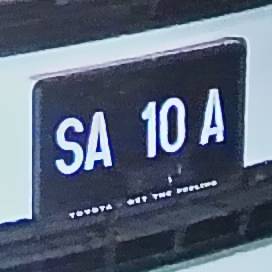 SA 10 A
TOYOTA - GET THE FEELING